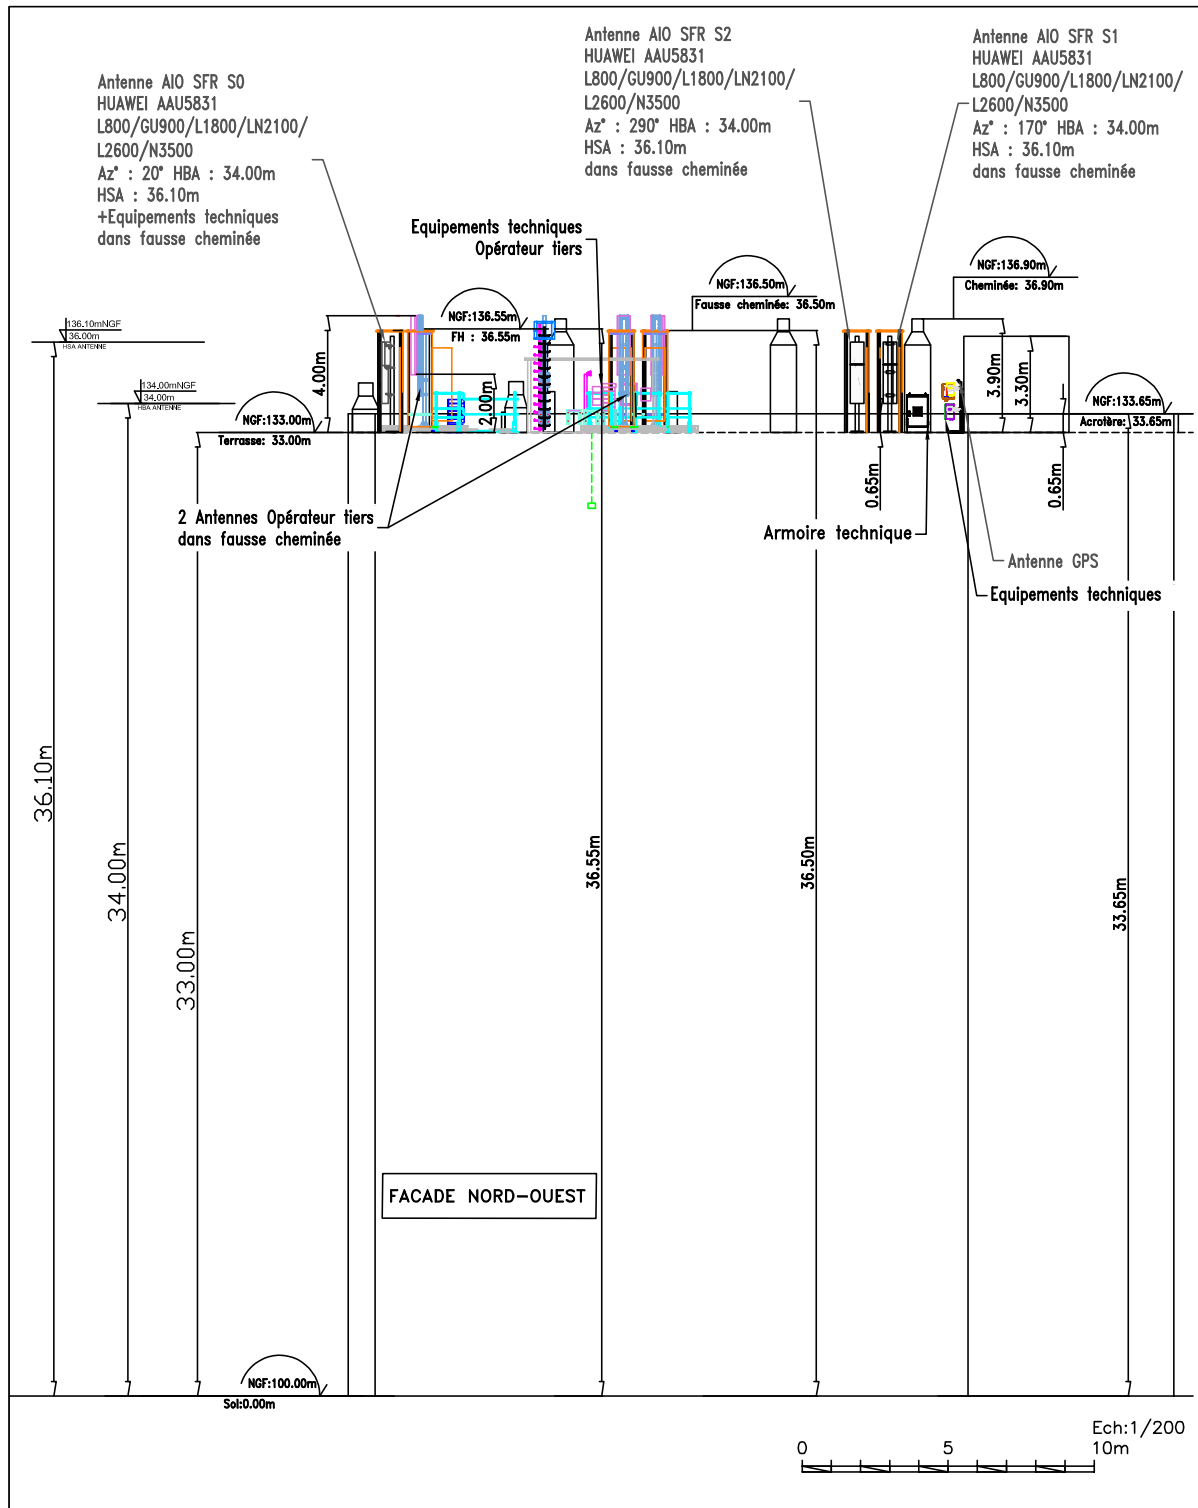 Antenne AIO SFR S0
HUAWEI AAU5831
L800/GU900/L1800/LN2100/
L2600/N3500
Az° : 20° HBA : 34.00m
HSA : 36.10m
+Equipements techniques
dans fausse cheminée
Antenne AIO SFR S2
HUAWEI AAU5831
L800/GU900/L1800/LN2100/
L2600/N3500
Az° : 290° HBA : 34.00m
HSA : 36.10m
dans fausse cheminée
Antenne AIO SFR S1
HUAWEI AAU5831
L800/GU900/L1800/LN2100/
L2600/N3500
Az° : 170° HBA : 34.00m
HSA : 36.10m
dans fausse cheminée
Equipements techniques
Opérateur tiers
NGF:136.55m
FH : 36.55m
NGF:136.50m
Fausse cheminée: 36.50m
NGF:136.90m
Cheminée: 36.90m
136.10mNGF
36.00m
HSA ANTENNE
134.00mNGF
34.00m
HBA ANTENNE
NGF:133.00m
Terrasse: 33.00m
4.00m
2.00m
3.90m
3.30m
NGF:133.65m
Acrotère: 33.65m
0.65m
0.65m
2 Antennes Opérateur tiers
dans fausse cheminée
Armoire technique
Antenne GPS
Equipements techniques
36.10m
34.00m
33.00m
36.55m
36.50m
33.65m
FACADE NORD-OUEST
NGF:100.00m
Sol:0.00m
Ech:1/200
0 5 10m